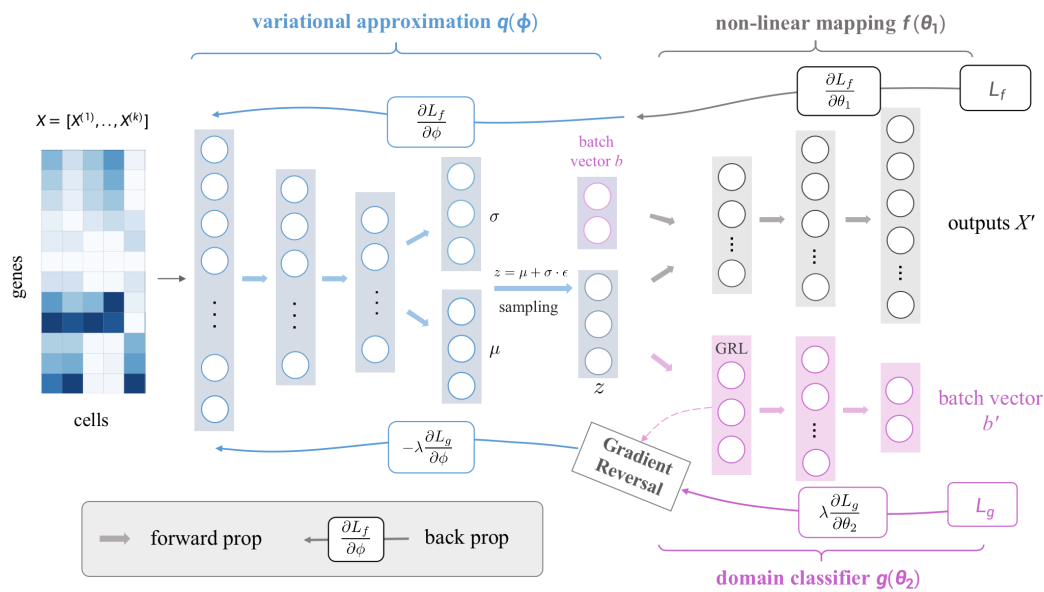 variational approximation q(ϕ)
non-linear mapping f(θ₁)
∂L_f
∂θ₁
L_f
∂L_f
∂ϕ
X = [X⁽¹⁾,..,X⁽ᵏ⁾]
batch
vector b
σ
outputs X′
genes
z = μ + σ · ϵ
sampling
μ
GRL
z
batch vector
b′
cells
−λ ∂L_g
∂ϕ
Gradient
Reversal
λ ∂L_g
∂θ₂
L_g
forward prop
∂L_f
∂ϕ
back prop
domain classifier g(θ₂)